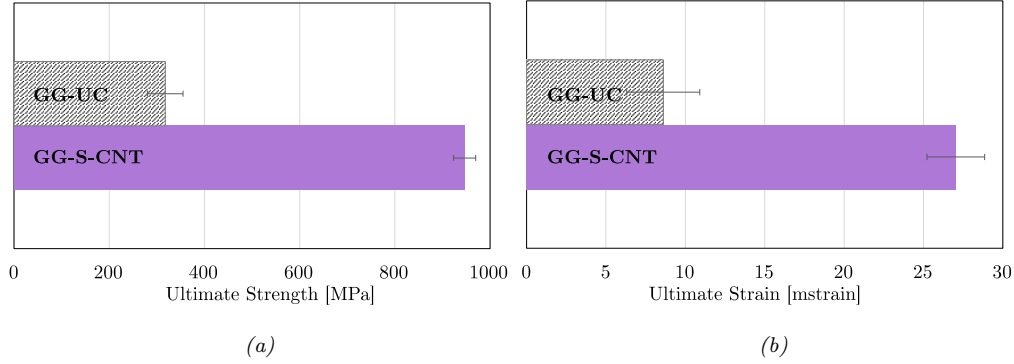 GG-UC
GG-S-CNT
0 200 400 600 800 1000
Ultimate Strength [MPa]
(a)
GG-UC
GG-S-CNT
0 5 10 15 20 25 30
Ultimate Strain [mstrain]
(b)